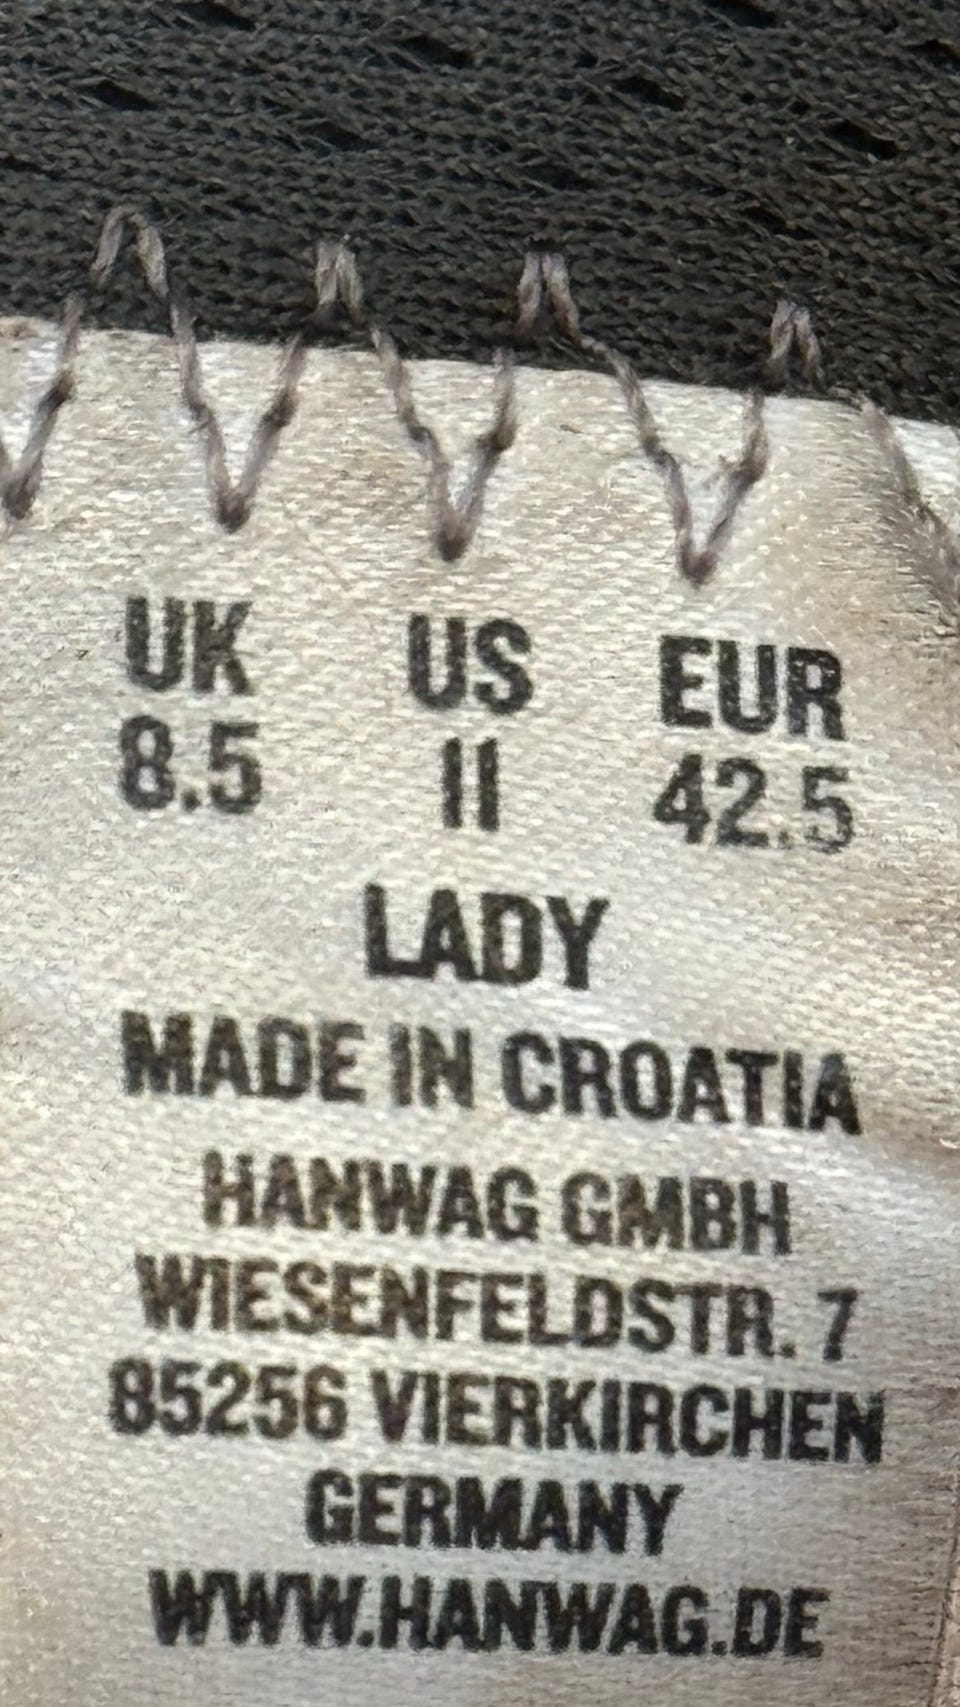 UK US EUR
8.5 11 42.5
LADY
MADE IN CROATIA
HANWAG GMBH
WIESENFELDSTR. 7
85256 VIERKIRCHEN
GERMANY
WWW.HANWAG.DE